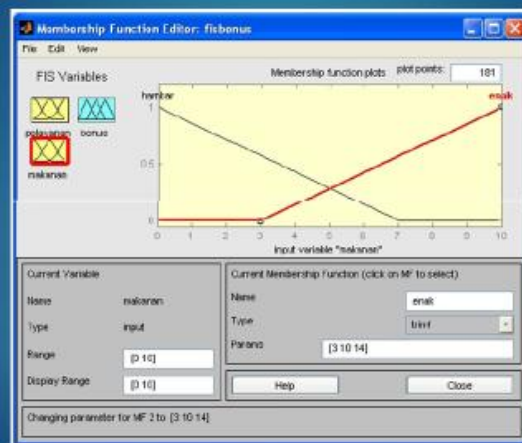 Membership Function Editor: fisbonus
File Edit View
FIS Variables
Membership function plots plot points: 181
pelayanan bonus
makanan
hambar enak
1
0.5
0
0 1 2 3 4 5 6 7 8 9 10
input variable "makanan"
Current Variable
Name makanan
Type input
Range [0 10]
Display Range [0 10]
Current Membership Function (click on MF to select)
Name enak
Type trimf
Params [3 10 14]
Help Close
Changing parameter for MF 2 to [3 10 14]